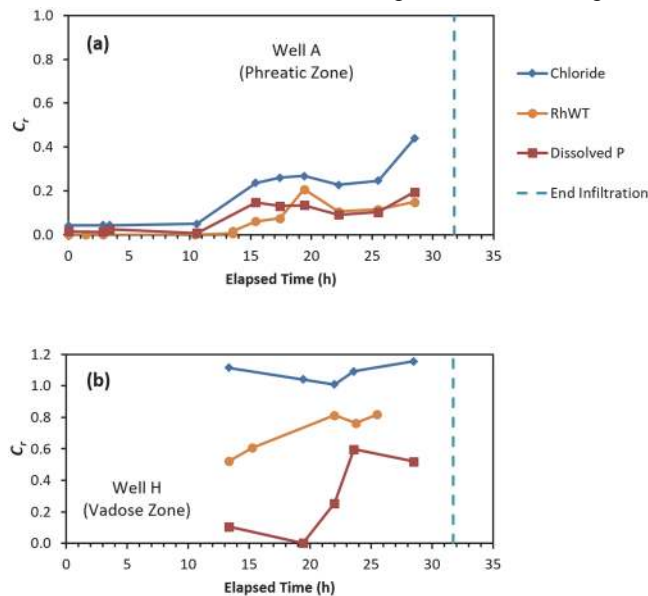 1.0
0.8
0.6
0.4
0.2
0.0
Cr
(a)
Well A
(Phreatic Zone)
0 5 10 15 20 25 30 35
Elapsed Time (h)
Chloride
RhWT
Dissolved P
End Infiltration
1.2
1.0
0.8
0.6
0.4
0.2
0.0
Cr
(b)
Well H
(Vadose Zone)
0 5 10 15 20 25 30 35
Elapsed Time (h)